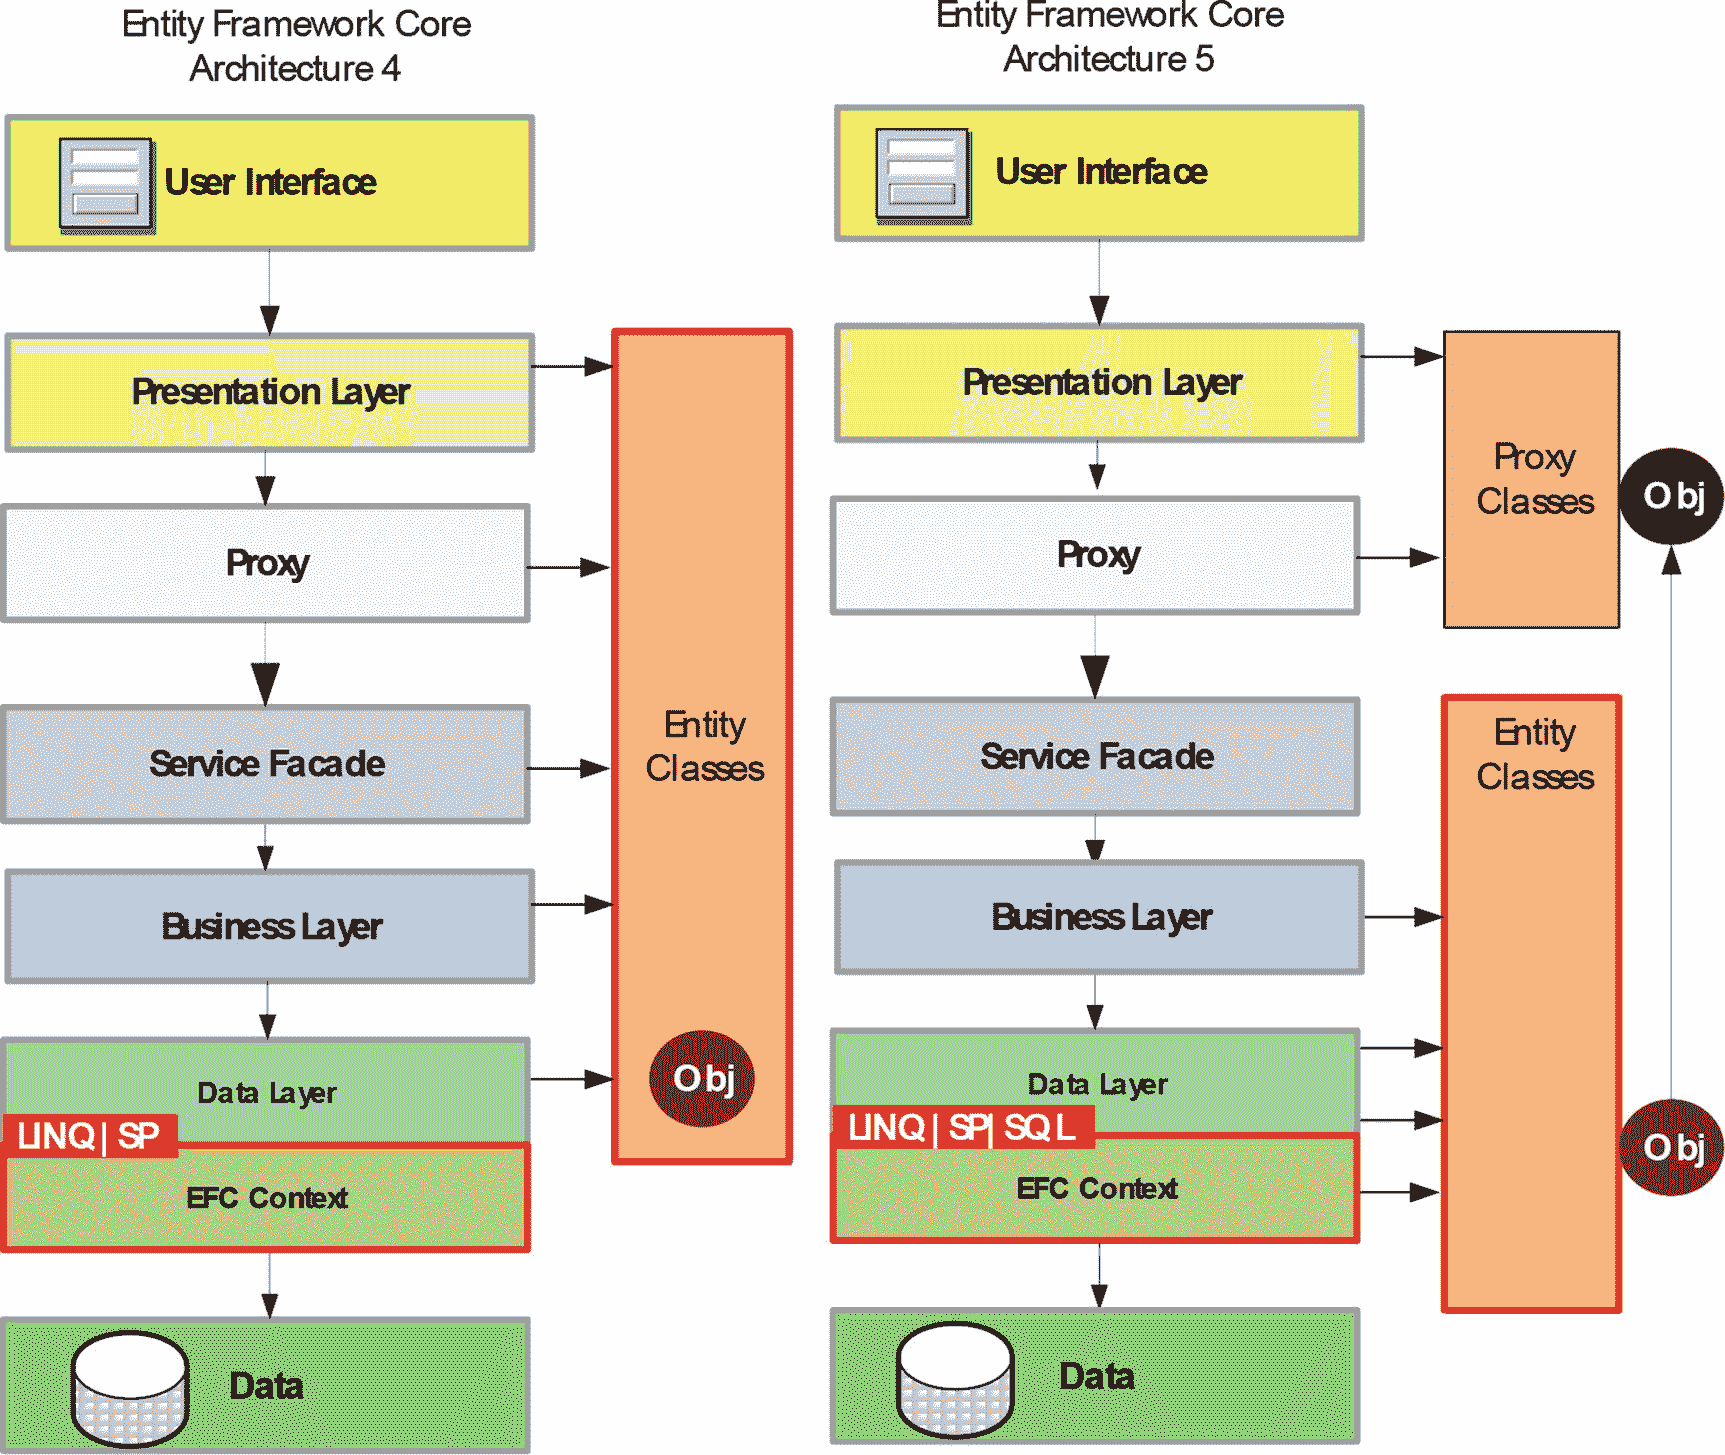 Entity Framework Core
Architecture 4
User Interface
Presentation Layer
Proxy
Service Facade
Business Layer
Data Layer
LINQ | SP
EFC Context
Data
Entity
Classes
Obj
Entity Framework Core
Architecture 5
User Interface
Presentation Layer
Proxy
Service Facade
Business Layer
Data Layer
LINQ | SP| SQL
EFC Context
Data
Proxy
Classes
Obj
Entity
Classes
Obj